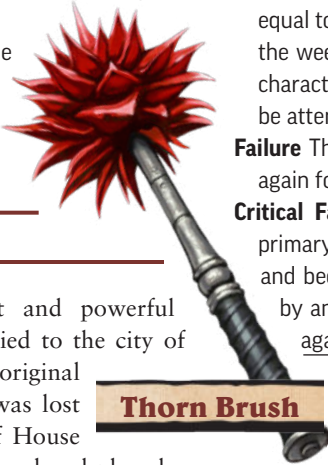 equal to
the wee
charact
be atter
Failure Th
again fo
Critical Fa
primary
and bec
by an
aga
e
t and powerful
ied to the city of
original
was lost
f House
Thorn Brush